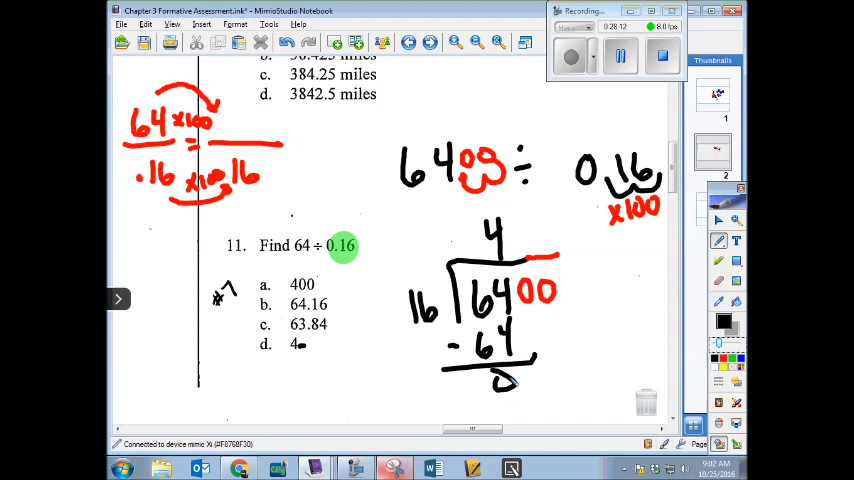 Chapter 3 Formative Assessment.ink* - MimioStudio Notebook
File Edit View Insert Format Tools Help
Recording...
00:28:12
8.0 fps
Thumbnails
1
2
c. 384.25 miles
d. 3842.5 miles
64 x100 =
.16 x100 16
6400 ÷ 0.16
x100
11. Find 64 ÷ 0.16
a. 400
b. 64.16
c. 63.84
d. 4
4
16 6400
- 64
0
Connected to device mimio Xi (#F8768F30)
Page
9:02 AM
10/25/2016